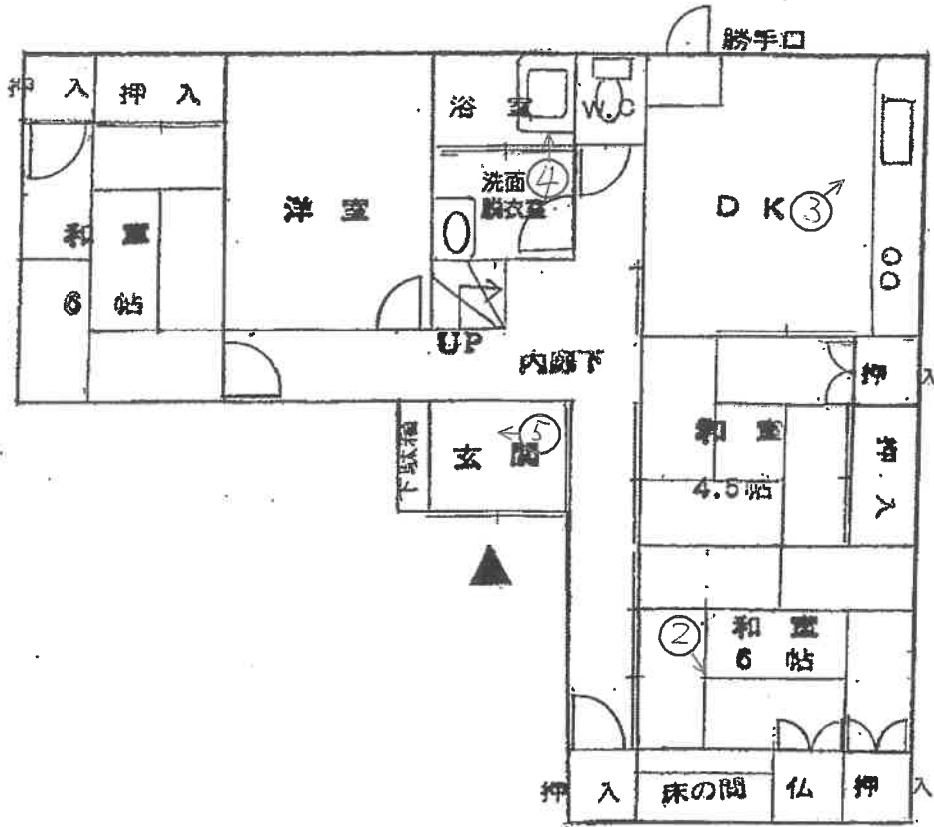 勝手口
押入
押入
浴室
W.C
洗面
脱衣室
④
洋室
DK
③
和室
6帖
UP
内廊下
押入
和室
4.5帖
押入
下駄箱
玄関
⑤
②
和室
6帖
押入
床の間
仏
押入